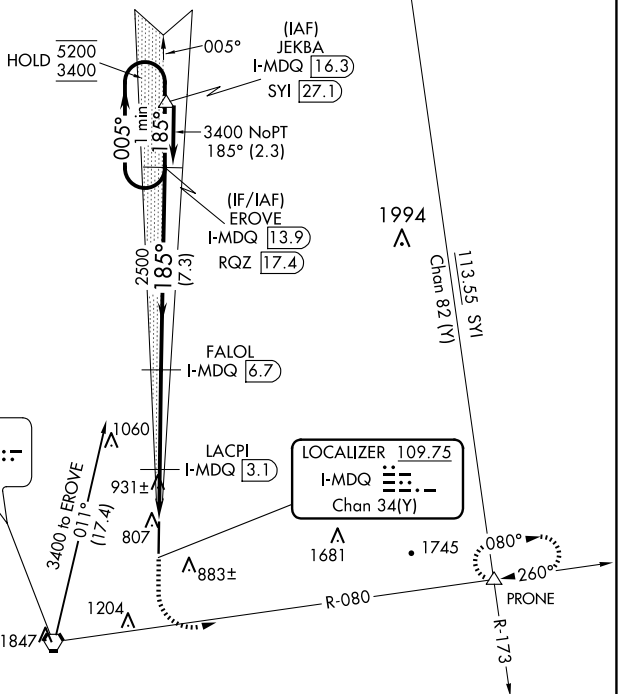 HOLD 5200
3400
005°
(IAF)
JEKBA
I-MDQ 16.3
SYI 27.1
005°
1 min
185°
3400 NoPT
185° (2.3)
(IF/IAF)
EROVE
I-MDQ 13.9
RQZ 17.4
1994
113.55 SYI
Chan 82 (Y)
2500
185°
(7.3)
FALOL
I-MDQ 6.7
1060
LACPI
I-MDQ 3.1
931±
3400 to EROVE
011°
(17.4)
LOCALIZER 109.75
I-MDQ
Chan 34(Y)
807
883±
1681
1745
080°
260°
PRONE
R-080
1204
1847
R-173